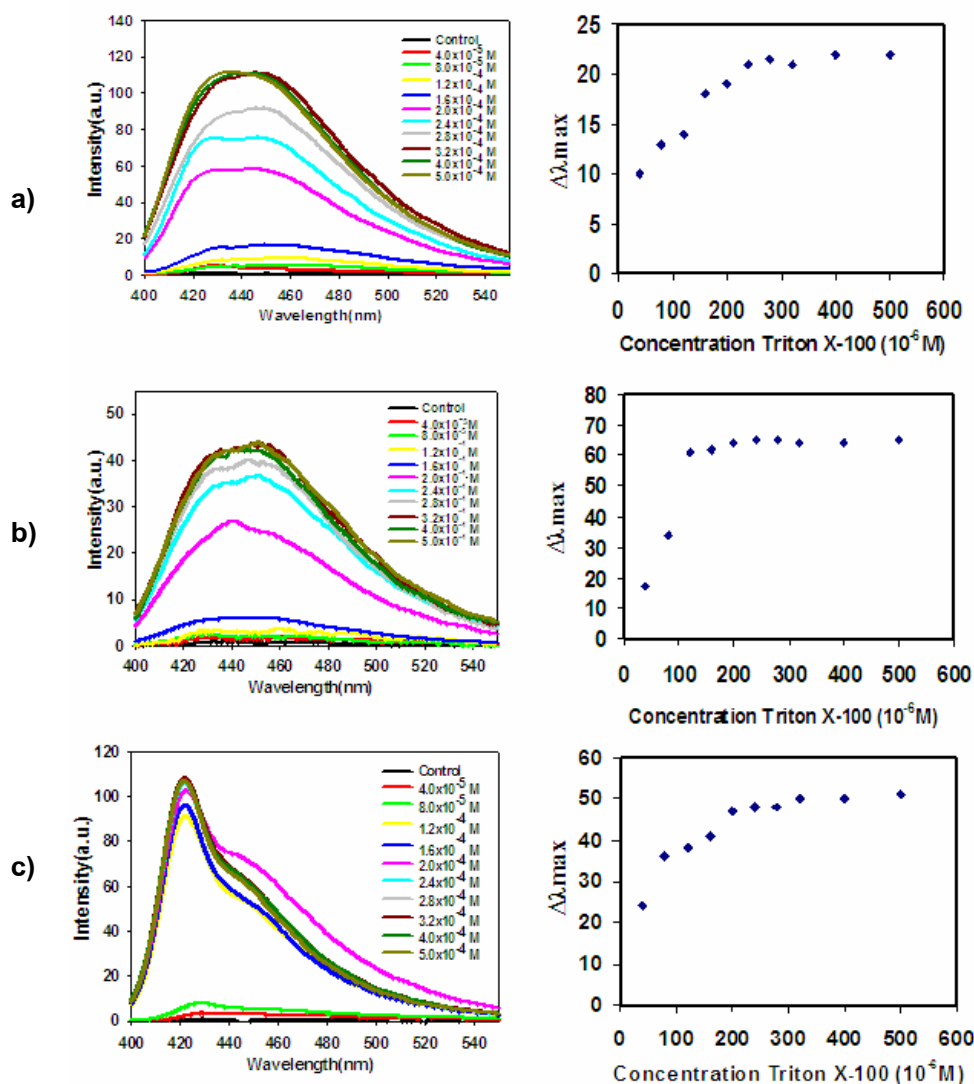 a)
Intensity(a.u.)
140
120
100
80
60
40
20
0
400 420 440 460 480 500 520 540
Wavelength(nm)
Control
4.0x10-5 M
8.0x10-5 M
1.2x10-4 M
1.6x10-4 M
2.0x10-4 M
2.4x10-4 M
2.8x10-4 M
3.2x10-4 M
4.0x10-4 M
5.0x10-4 M
Δλmax
25
20
15
10
5
0
0 100 200 300 400 500 600
Concentration Triton X-100 (10-6M)
b)
Intensity(a.u.)
50
40
30
20
10
0
400 420 440 460 480 500 520 540
Wavelength(nm)
Control
Δλmax
80
70
60
50
40
30
20
10
0
0 100 200 300 400 500 600
Concentration Triton X-100 (10-6M)
c)
Intensity(a.u.)
120
100
80
60
40
20
0
400 420 440 460 480 500 520 540
Wavelength(nm)
Control
4.0x10-5 M
8.0x10-5
1.2x10-4 M
1.6x10-4 M
2.0x10-4 M
2.4x10-4 M
2.8x10-4 M
3.2x10-4 M
4.0x10-4 M
5.0x10-4 M
Δλmax
60
50
40
30
20
10
0
0 100 200 300 400 500 600
Concentration Triton X-100 (10-6M)